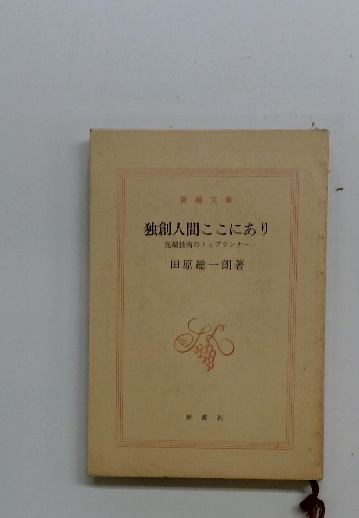 新潮文庫
独創人間ここにあり
先端技術のトップランナー
田原総一朗著
新潮社